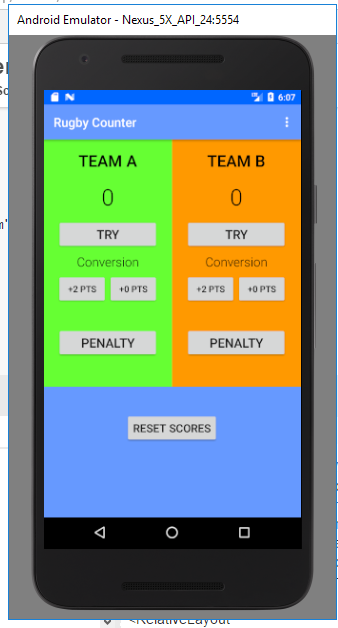 Android Emulator - Nexus_5X_API_24:5554
6:07
Rugby Counter
TEAM A
TEAM B
0
0
TRY
TRY
Conversion
Conversion
+2 PTS
+0 PTS
+2 PTS
+0 PTS
PENALTY
PENALTY
RESET SCORES
<RelativeLayout